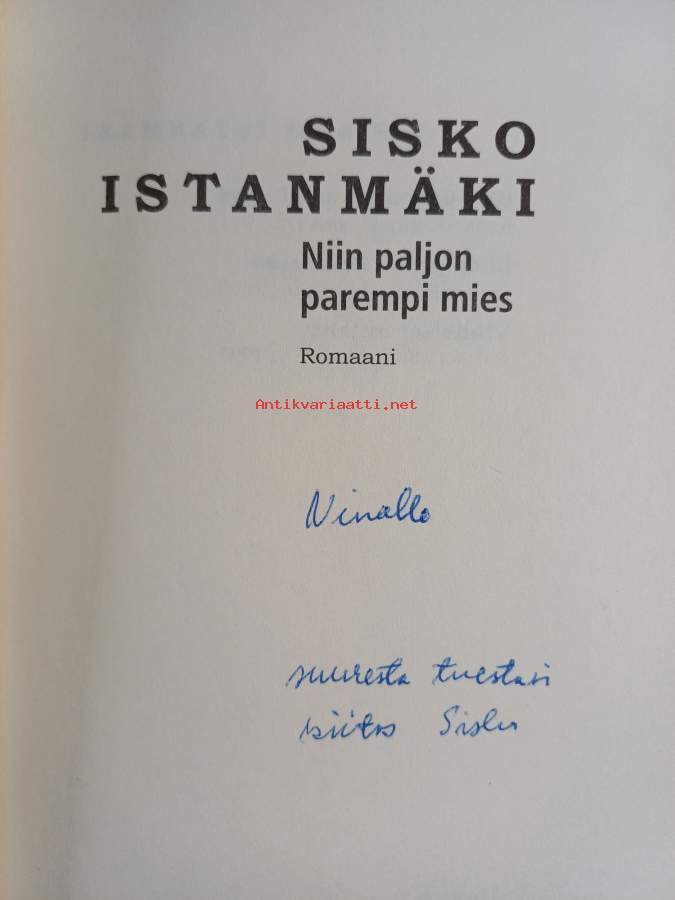 SISKO
ISTANMÄKI
Niin paljon
parempi mies
Romaani
Antikvariaatti.net
Ninalle
suuresta tuestasi
kiitos Sisko